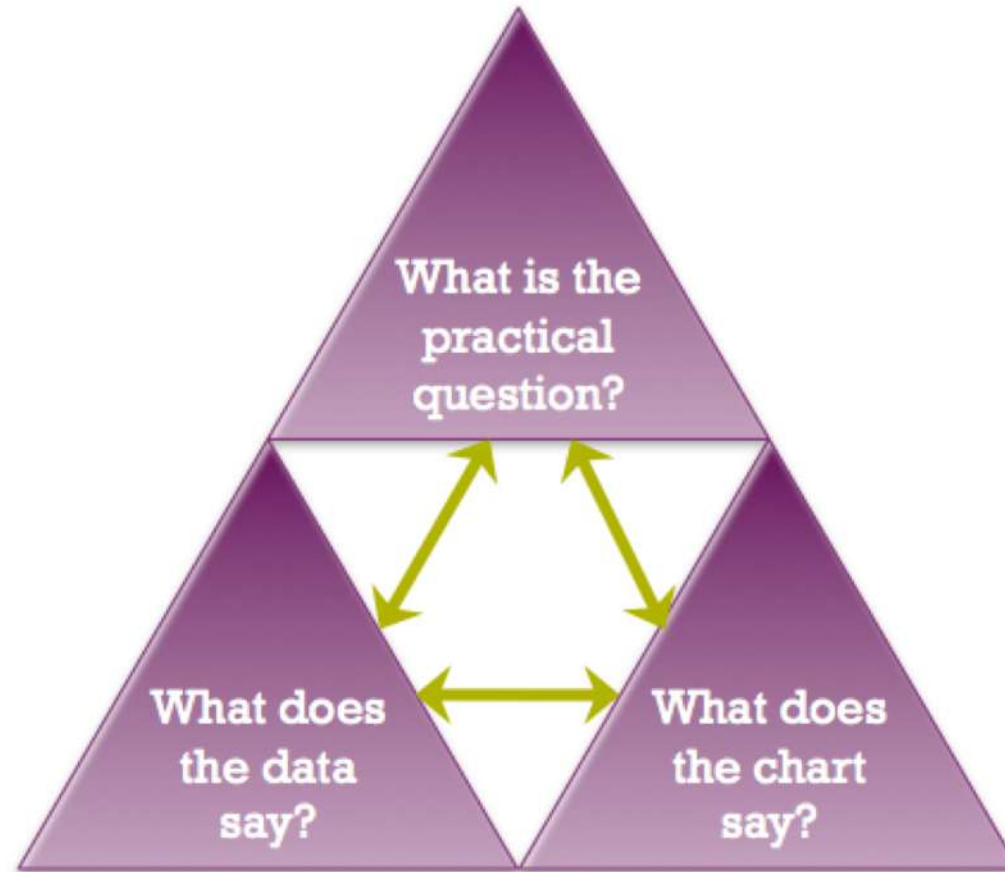 What is the
practical
question?
What does
the data
say?
What does
the chart
say?